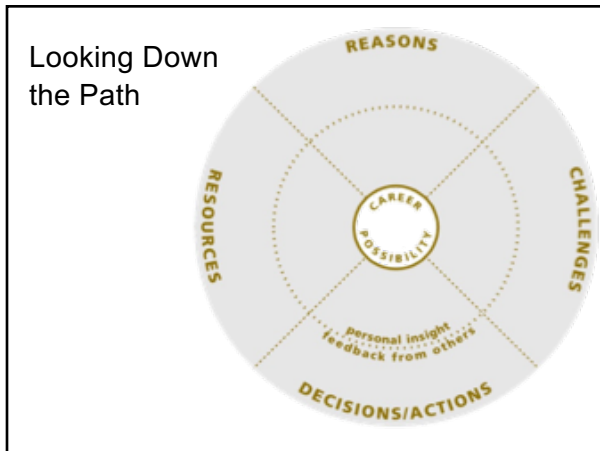 Looking Down
the Path
REASONS
RESOURCES
CHALLENGES
CAREER
POSSIBILITY
personal insight
feedback from others
DECISIONS/ACTIONS